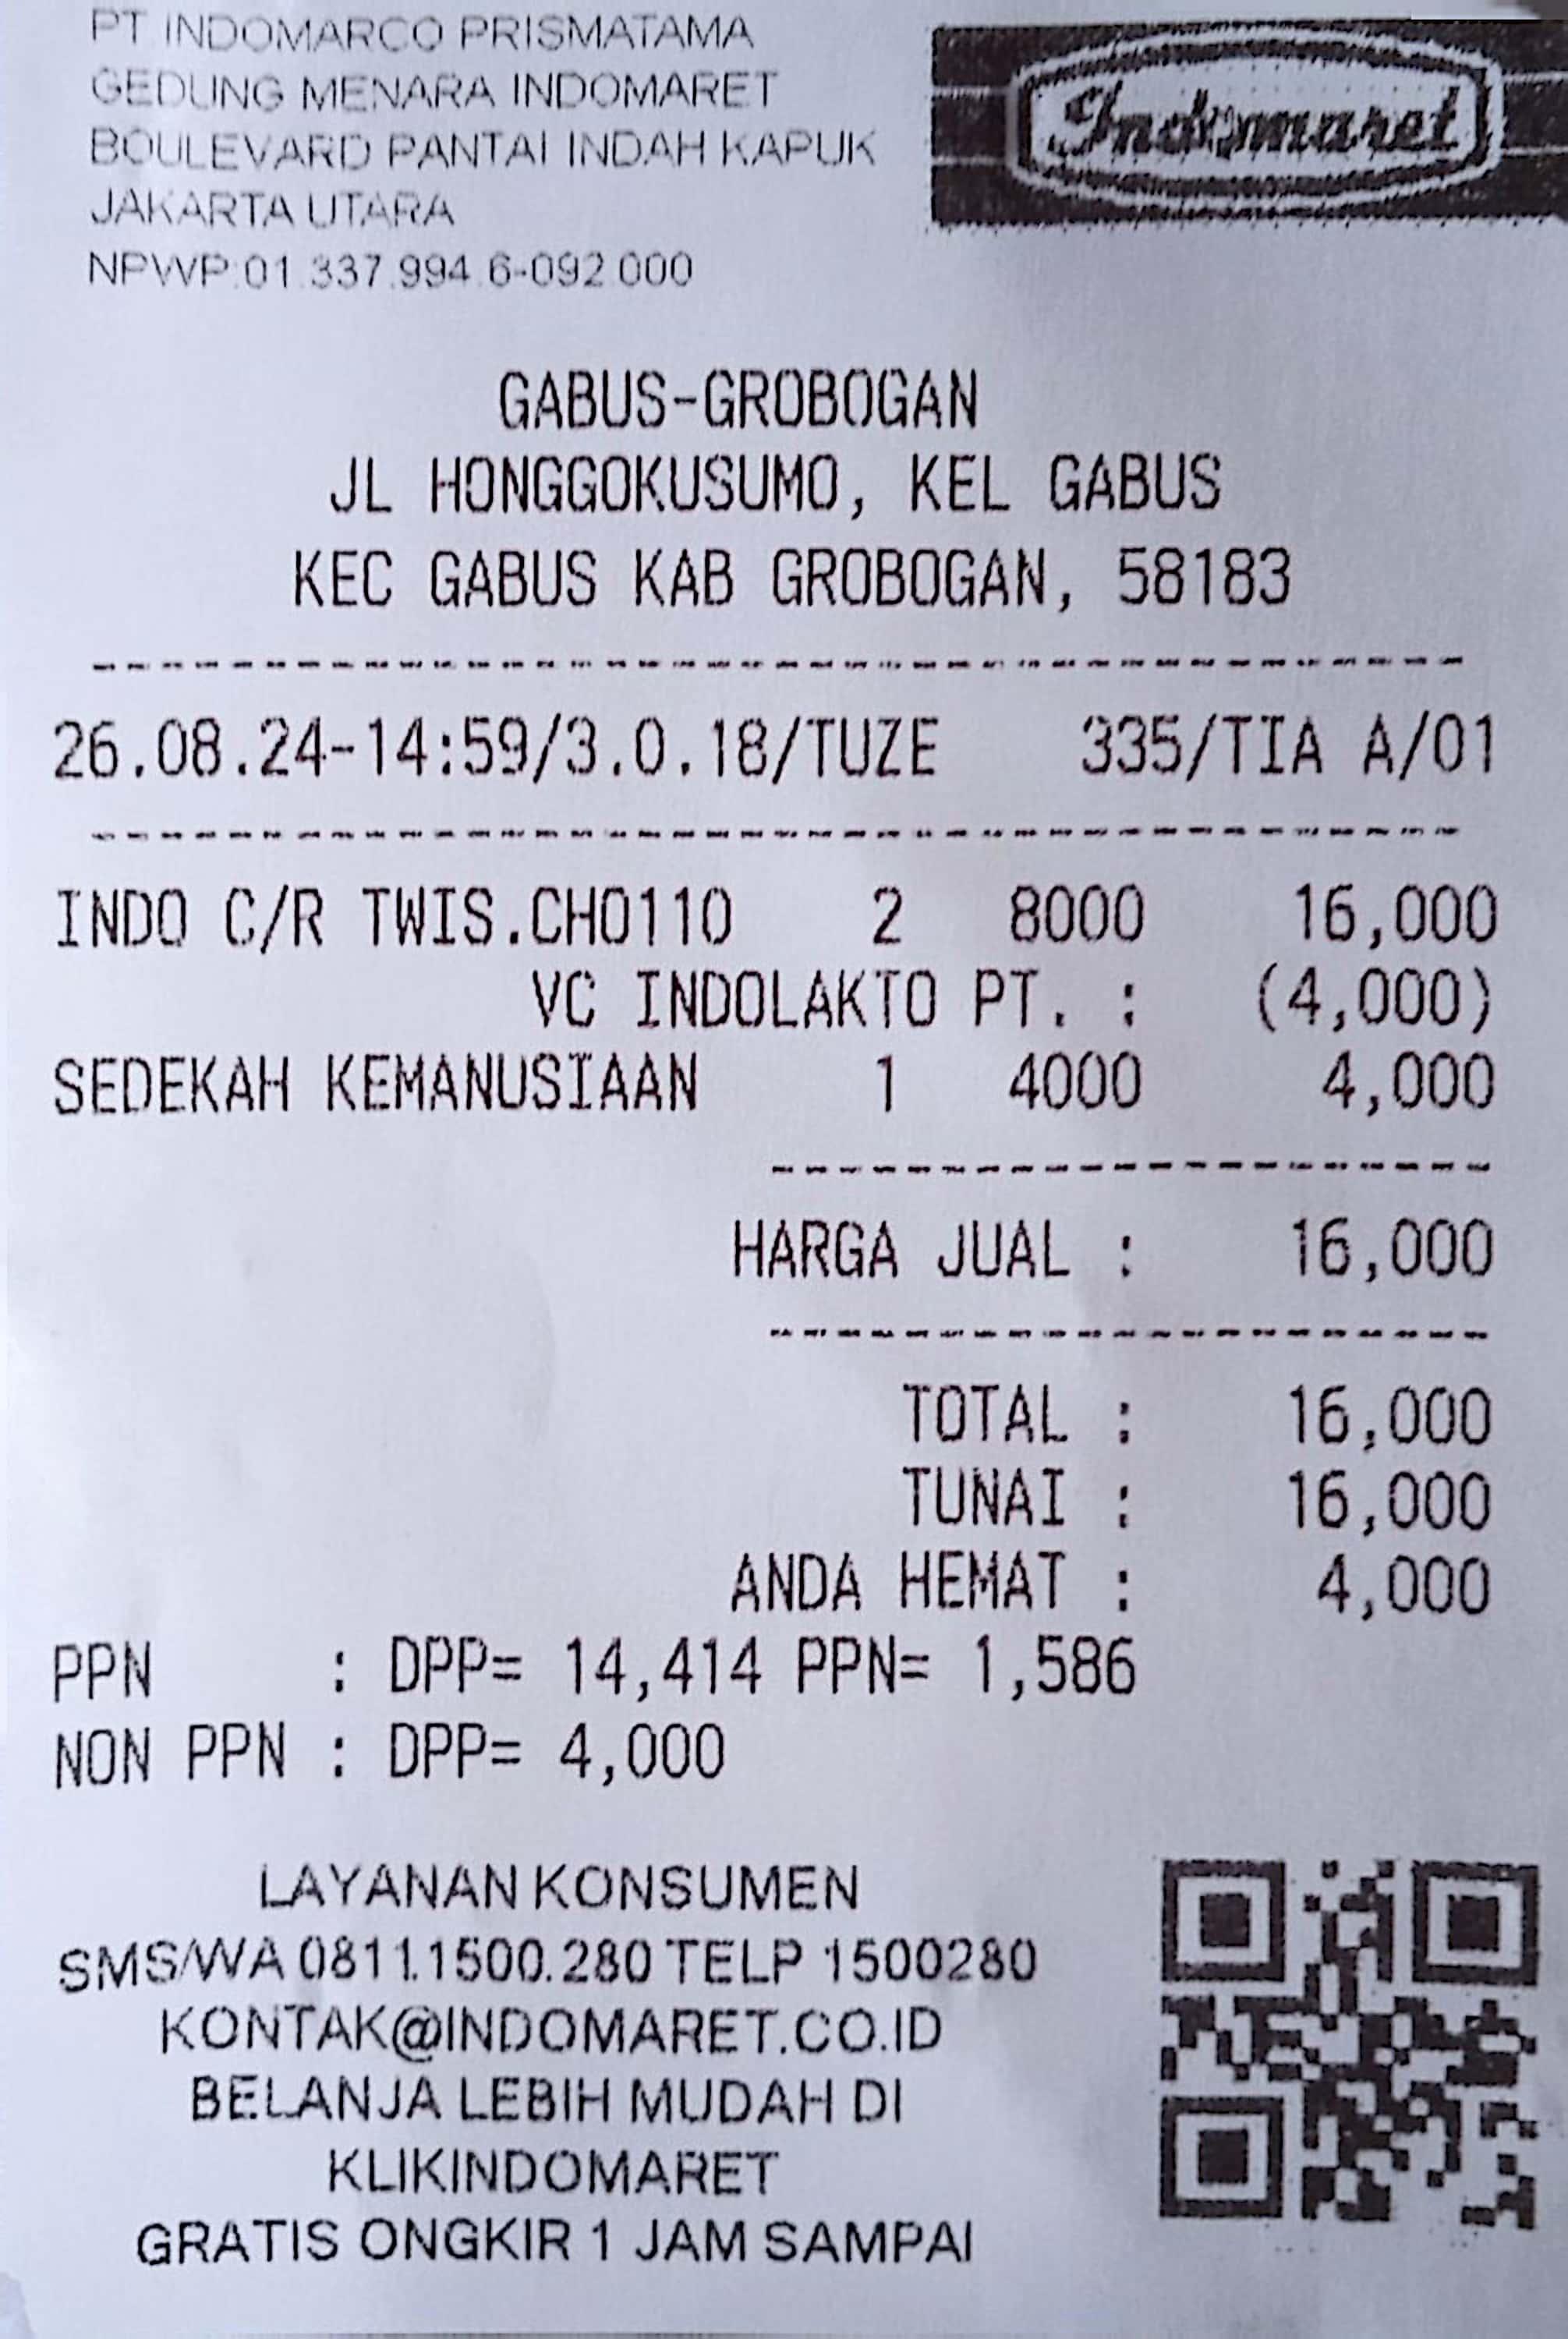 PT INDOMARCO PRISMATAMA
GEDUNG MENARA INDOMARET
BOULEVARD PANTAI INDAH KAPUK
JAKARTA UTARA
NPWP:01.337.994.6-092.000
Indomaret
GABUS-GROBOGAN
JL HONGGOKUSUMO, KEL GABUS
KEC GABUS KAB GROBOGAN, 58183
26.08.24-14:59/3.0.18/TUZE 335/TIA A/01
INDO C/R TWIS.CHO110 2 8000 16,000
VC INDOLAKTO PT. : (4,000)
SEDEKAH KEMANUSIAAN 1 4000 4,000
HARGA JUAL : 16,000
TOTAL : 16,000
TUNAI : 16,000
ANDA HEMAT : 4,000
PPN : DPP= 14,414 PPN= 1,586
NON PPN : DPP= 4,000
LAYANAN KONSUMEN
SMS/WA 0811.1500.280 TELP 1500280
KONTAK@INDOMARET.CO.ID
BELANJA LEBIH MUDAH DI
KLIKINDOMARET
GRATIS ONGKIR 1 JAM SAMPAI